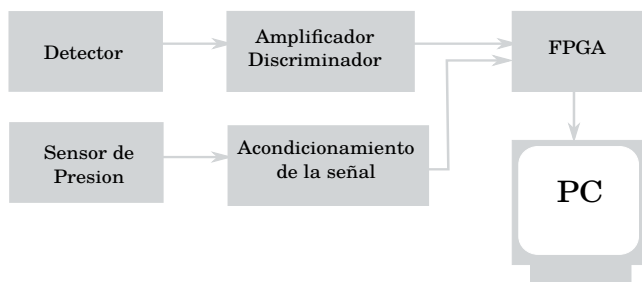 Detector
Amplificador
Discriminador
FPGA
Sensor de
Presion
Acondicionamiento
de la señal
PC